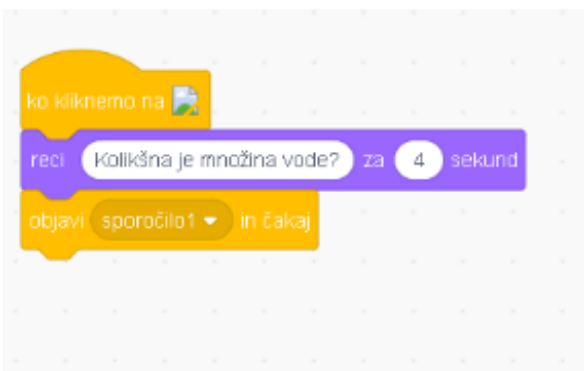 ko kliknemo na
reci Kolikšna je množina vode? za 4 sekund
objavi sporočilo1 in čakaj